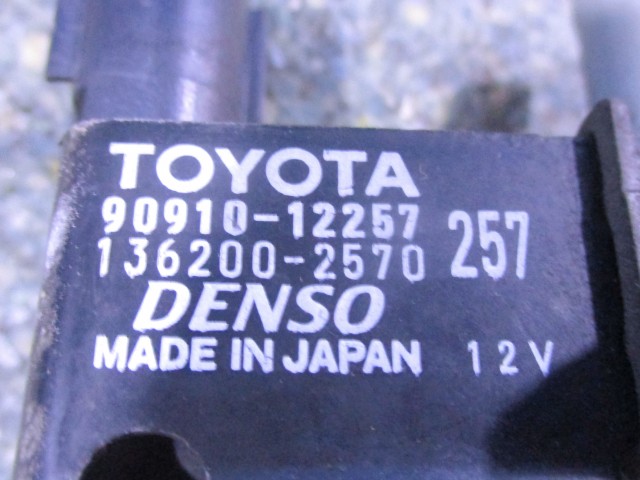 TOYOTA
90910-12257
136200-2570 257
DENSO
MADE IN JAPAN 12V